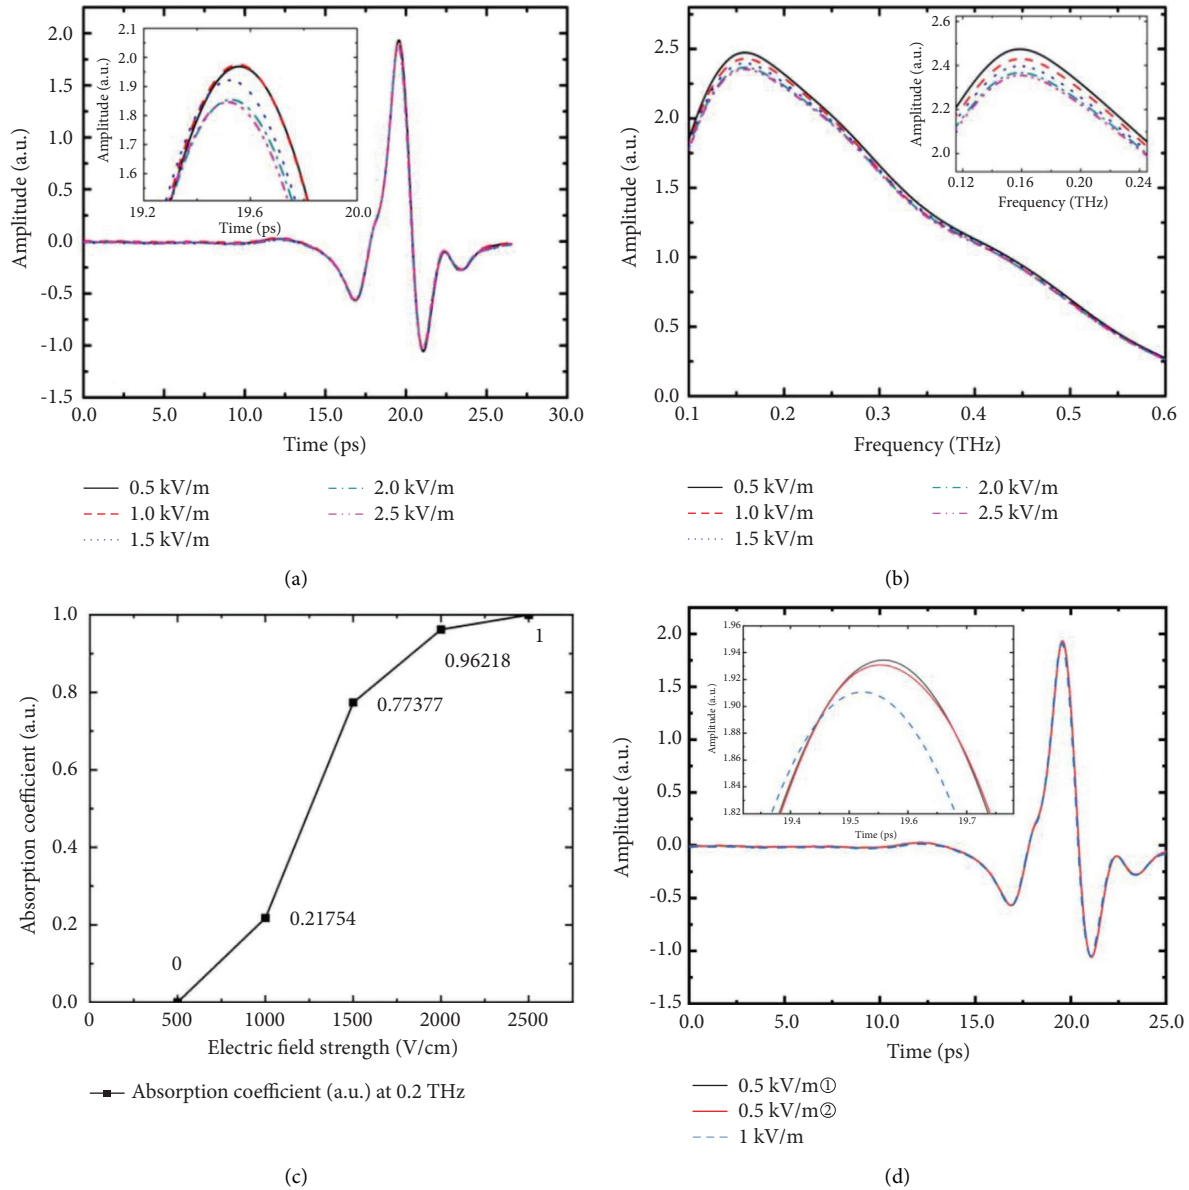 2.0
1.5
1.0
0.5
0.0
-0.5
-1.0
-1.5
Amplitude (a.u.)
0.0 5.0 10.0 15.0 20.0 25.0 30.0
Time (ps)
2.1
2.0
1.9
1.8
1.7
1.6
Amplitude (a.u.)
19.2 19.6 20.0
Time (ps)
0.5 kV/m
1.0 kV/m
1.5 kV/m
2.0 kV/m
2.5 kV/m
(a)
2.5
2.0
1.5
1.0
0.5
0.0
Amplitude (a.u.)
0.1 0.2 0.3 0.4 0.5 0.6
Frequency (THz)
2.6
2.4
2.2
2.0
Amplitude (a.u.)
0.12 0.16 0.20 0.24
Frequency (THz)
0.5 kV/m
1.0 kV/m
1.5 kV/m
2.0 kV/m
2.5 kV/m
(b)
1.0
0.8
0.6
0.4
0.2
0.0
Absorption coefficient (a.u.)
1
0.96218
0.77377
0.21754
0
0 500 1000 1500 2000 2500
Electric field strength (V/cm)
Absorption coefficient (a.u.) at 0.2 THz
(c)
2.0
1.5
1.0
0.5
0.0
-0.5
-1.0
-1.5
Amplitude (a.u.)
0.0 5.0 10.0 15.0 20.0 25.0
Time (ps)
1.96
1.94
1.92
1.90
1.88
1.86
1.84
1.82
Amplitude (a.u.)
19.4 19.5 19.6 19.7
Time (ps)
0.5 kV/m①
0.5 kV/m②
1 kV/m
(d)